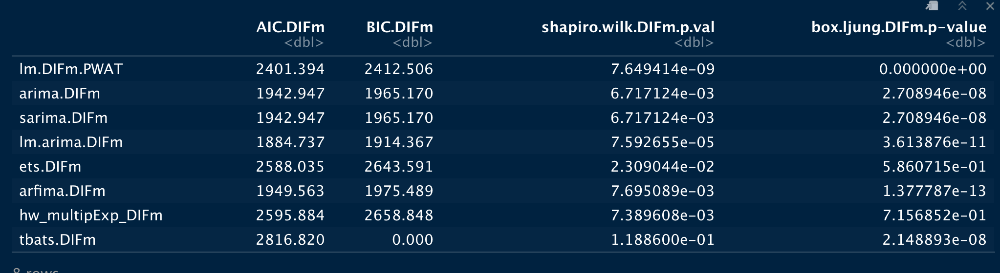 AIC.DIFm BIC.DIFm shapiro.wilk.DIFm.p.val box.ljung.DIFm.p-value
<dbl> <dbl> <dbl> <dbl>
lm.DIFm.PWAT 2401.394 2412.506 7.649414e-09 0.000000e+00
arima.DIFm 1942.947 1965.170 6.717124e-03 2.708946e-08
sarima.DIFm 1942.947 1965.170 6.717124e-03 2.708946e-08
lm.arima.DIFm 1884.737 1914.367 7.592655e-05 3.613876e-11
ets.DIFm 2588.035 2643.591 2.309044e-02 5.860715e-01
arfima.DIFm 1949.563 1975.489 7.695089e-03 1.377787e-13
hw_multipExp_DIFm 2595.884 2658.848 7.389608e-03 7.156852e-01
tbats.DIFm 2816.820 0.000 1.188600e-01 2.148893e-08
8 rows